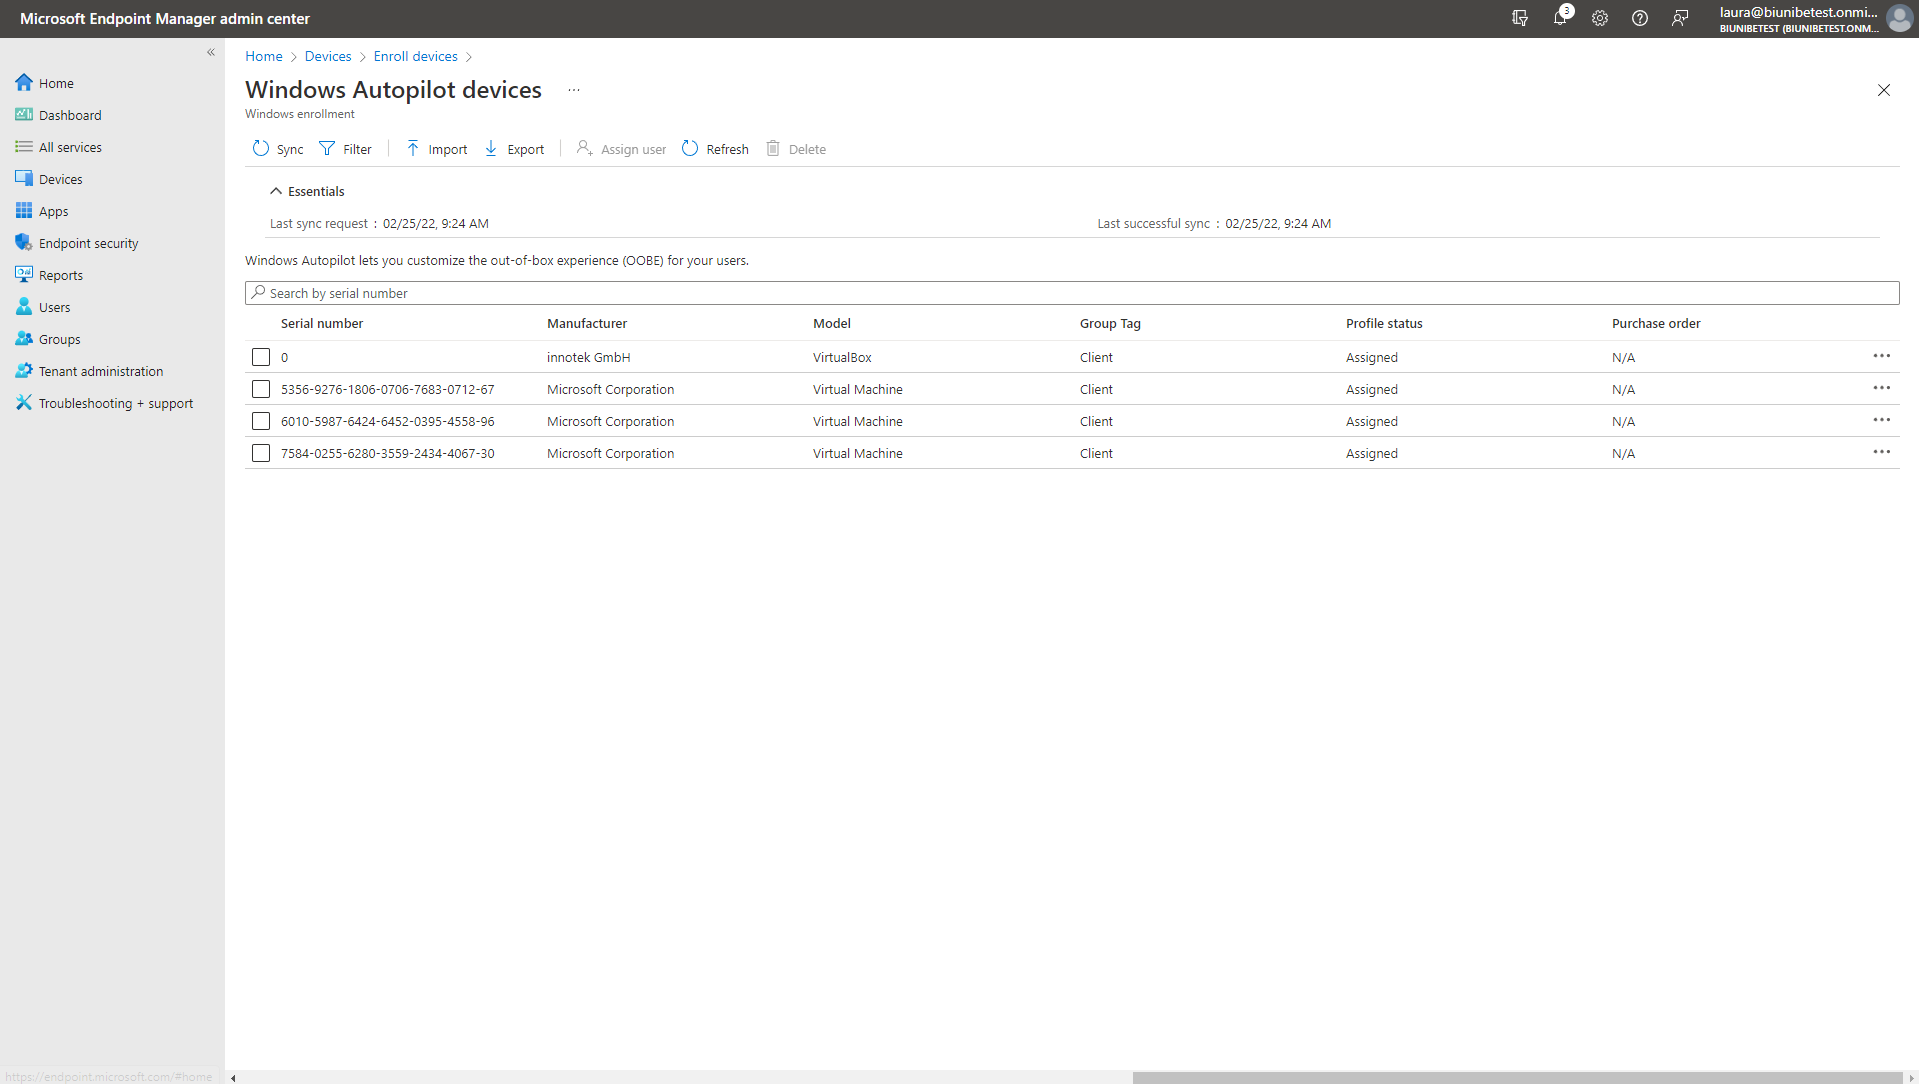 Microsoft Endpoint Manager admin center
3
laura@biunibetest.onmi...
BIUNIBETEST (BIUNIBETEST.ONM...
«
Home
Dashboard
All services
Devices
Apps
Endpoint security
Reports
Users
Groups
Tenant administration
Troubleshooting + support
Home > Devices > Enroll devices >
Windows Autopilot devices ...
Windows enrollment
Sync Filter Import Export Assign user Refresh Delete
Essentials
Last sync request : 02/25/22, 9:24 AM Last successful sync : 02/25/22, 9:24 AM
Windows Autopilot lets you customize the out-of-box experience (OOBE) for your users.
Search by serial number
Serial number Manufacturer Model Group Tag Profile status Purchase order
0 innotek GmbH VirtualBox Client Assigned N/A ...
5356-9276-1806-0706-7683-0712-67 Microsoft Corporation Virtual Machine Client Assigned N/A ...
6010-5987-6424-6452-0395-4558-96 Microsoft Corporation Virtual Machine Client Assigned N/A ...
7584-0255-6280-3559-2434-4067-30 Microsoft Corporation Virtual Machine Client Assigned N/A ...
https://endpoint.microsoft.com/#home